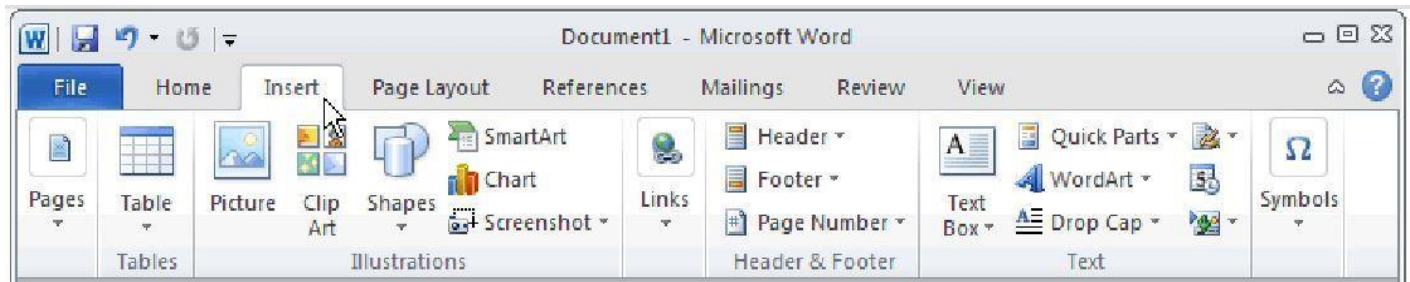 Document1 - Microsoft Word
File Home Insert Page Layout References Mailings Review View
Pages
Table
Picture
Clip Art
Shapes
SmartArt
Chart
Screenshot
Links
Header
Footer
Page Number
Text Box
Quick Parts
WordArt
Drop Cap
Symbols
Tables Illustrations Header & Footer Text